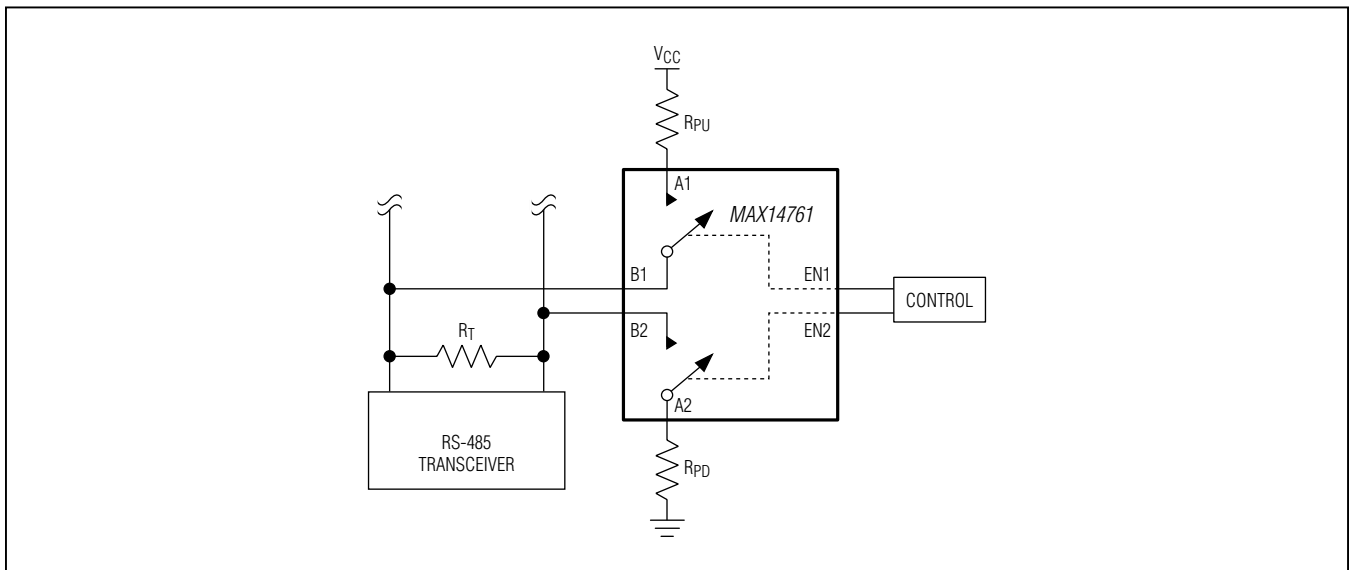 VCC
RPU
A1
MAX14761
B1
EN1
CONTROL
B2
EN2
RT
A2
RS-485
TRANSCEIVER
RPD